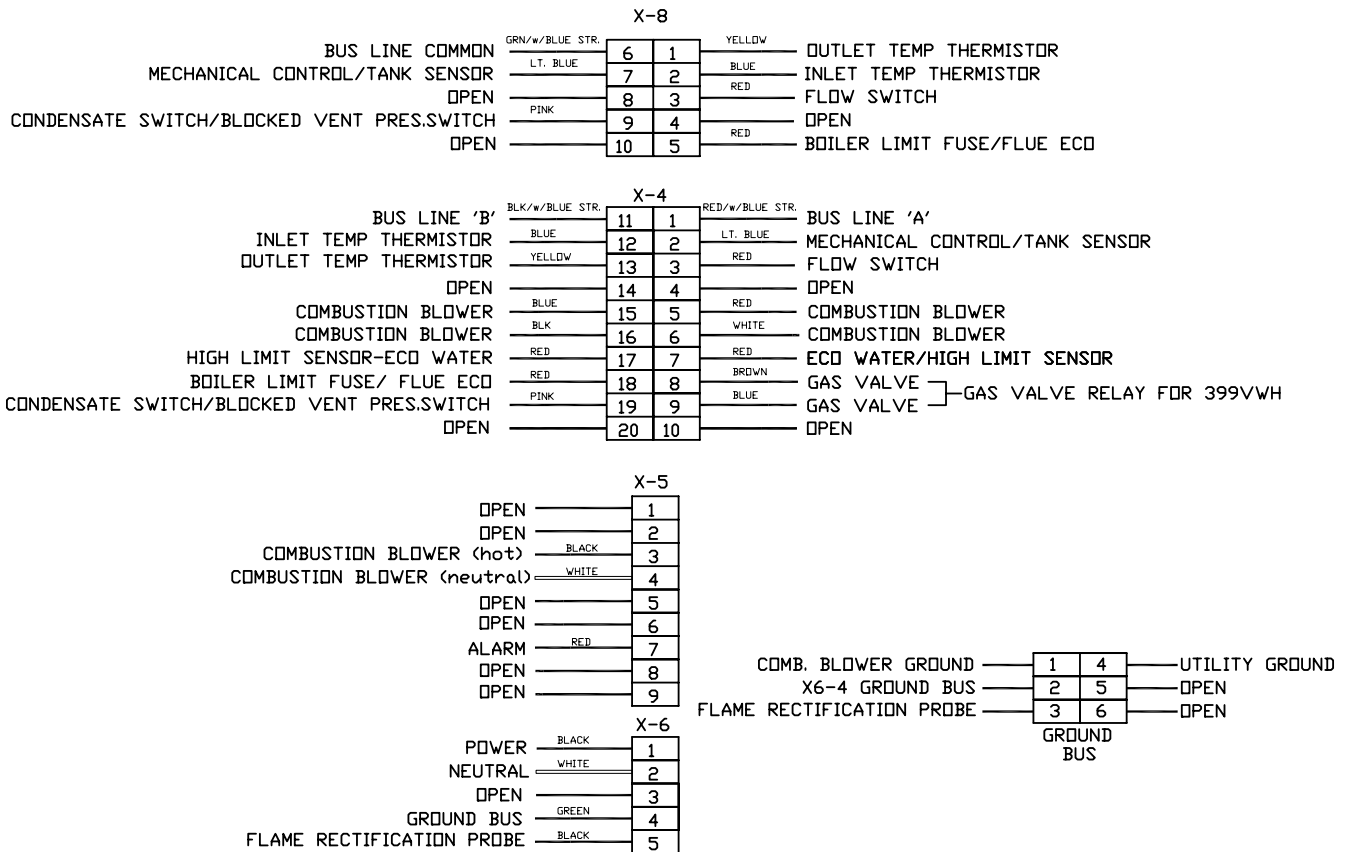 X-8
BUS LINE COMMON GRN/w/BLUE STR. 6 1 YELLOW OUTLET TEMP THERMISTOR
MECHANICAL CONTROL/TANK SENSOR LT. BLUE 7 2 BLUE INLET TEMP THERMISTOR
OPEN 8 3 RED FLOW SWITCH
CONDENSATE SWITCH/BLOCKED VENT PRES.SWITCH PINK 9 4 OPEN
OPEN 10 5 RED BOILER LIMIT FUSE/FLUE ECO
X-4
BUS LINE 'B' BLK/w/BLUE STR. 11 1 RED/w/BLUE STR. BUS LINE 'A'
INLET TEMP THERMISTOR BLUE 12 2 LT. BLUE MECHANICAL CONTROL/TANK SENSOR
OUTLET TEMP THERMISTOR YELLOW 13 3 RED FLOW SWITCH
OPEN 14 4 OPEN
COMBUSTION BLOWER BLUE 15 5 RED COMBUSTION BLOWER
COMBUSTION BLOWER BLK 16 6 WHITE COMBUSTION BLOWER
HIGH LIMIT SENSOR-ECO WATER RED 17 7 RED ECO WATER/HIGH LIMIT SENSOR
BOILER LIMIT FUSE/ FLUE ECO RED 18 8 BROWN GAS VALVE
GAS VALVE RELAY FOR 399VWH
CONDENSATE SWITCH/BLOCKED VENT PRES.SWITCH PINK 19 9 BLUE GAS VALVE
OPEN 20 10 OPEN
X-5
OPEN 1
OPEN 2
COMBUSTION BLOWER (hot) BLACK 3
COMBUSTION BLOWER (neutral) WHITE 4
OPEN 5
OPEN 6
ALARM RED 7
OPEN 8
OPEN 9
X-6
POWER BLACK 1
NEUTRAL WHITE 2
OPEN 3
GROUND BUS GREEN 4
FLAME RECTIFICATION PROBE BLACK 5
COMB. BLOWER GROUND 1 4 UTILITY GROUND
X6-4 GROUND BUS 2 5 OPEN
FLAME RECTIFICATION PROBE 3 6 OPEN
GROUND
BUS